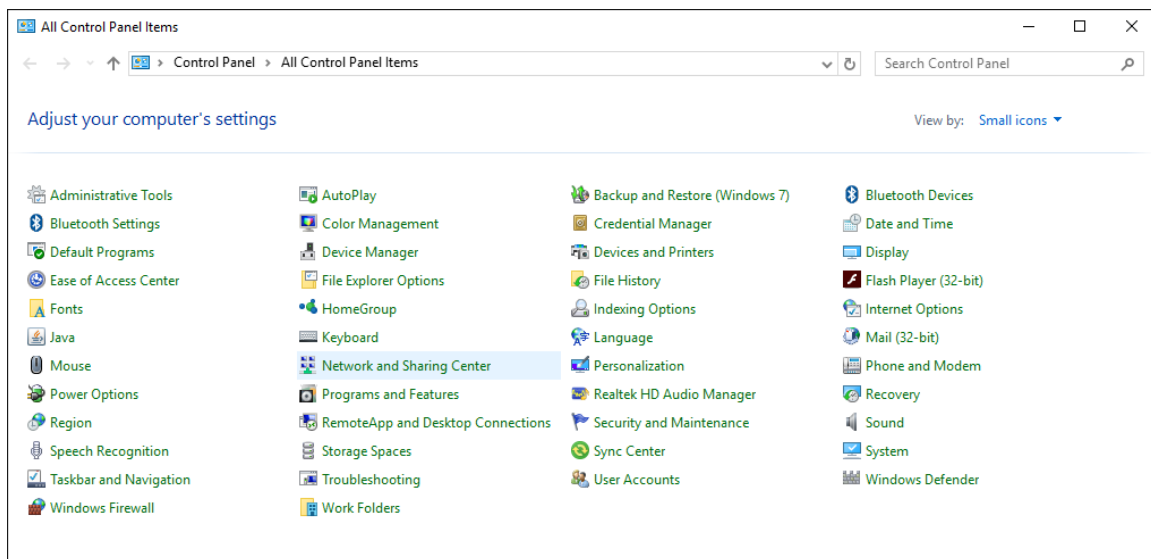 All Control Panel Items
Control Panel > All Control Panel Items
Search Control Panel
Adjust your computer's settings
View by: Small icons
Administrative Tools AutoPlay Backup and Restore (Windows 7) Bluetooth Devices
Bluetooth Settings Color Management Credential Manager Date and Time
Default Programs Device Manager Devices and Printers Display
Ease of Access Center File Explorer Options File History Flash Player (32-bit)
Fonts HomeGroup Indexing Options Internet Options
Java Keyboard Language Mail (32-bit)
Mouse Network and Sharing Center Personalization Phone and Modem
Power Options Programs and Features Realtek HD Audio Manager Recovery
Region RemoteApp and Desktop Connections Security and Maintenance Sound
Speech Recognition Storage Spaces Sync Center System
Taskbar and Navigation Troubleshooting User Accounts Windows Defender
Windows Firewall Work Folders